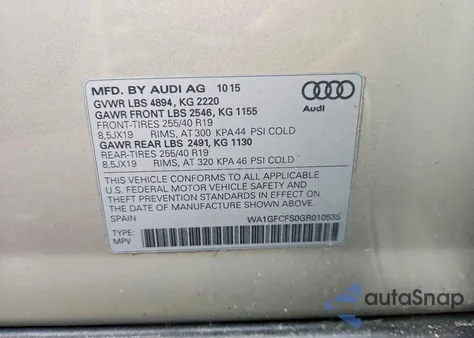 MFD. BY AUDI AG 10 15
GVWR LBS 4894, KG 2220
GAWR FRONT LBS 2546, KG 1155
FRONT-TIRES 255/40 R19
8,5JX19 RIMS, AT 300 KPA 44 PSI COLD
GAWR REAR LBS 2491, KG 1130
REAR-TIRES 255/40 R19
8,5JX19 RIMS, AT 320 KPA 46 PSI COLD
Audi
THIS VEHICLE CONFORMS TO ALL APPLICABLE
U.S. FEDERAL MOTOR VEHICLE SAFETY AND
THEFT PREVENTION STANDARDS IN EFFECT ON
THE DATE OF MANUFACTURE SHOWN ABOVE.
SPAIN WA1GFCFS0GR010535
TYPE:
MPV
autoSnap